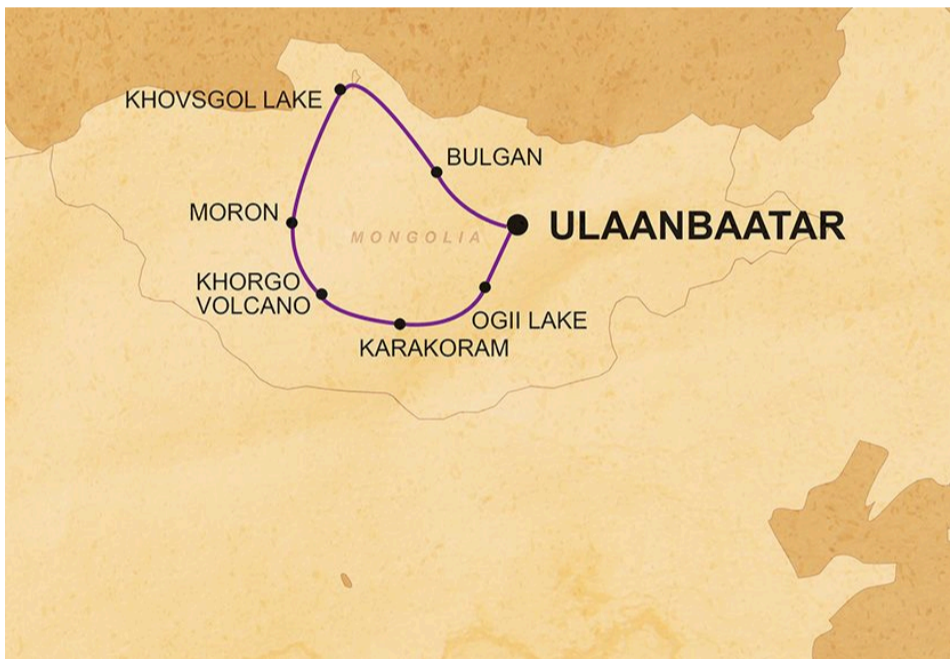 KHOVSGOL LAKE
BULGAN
MORON
ULAANBAATAR
MONGOLIA
KHORGO
VOLCANO
OGII LAKE
KARAKORAM